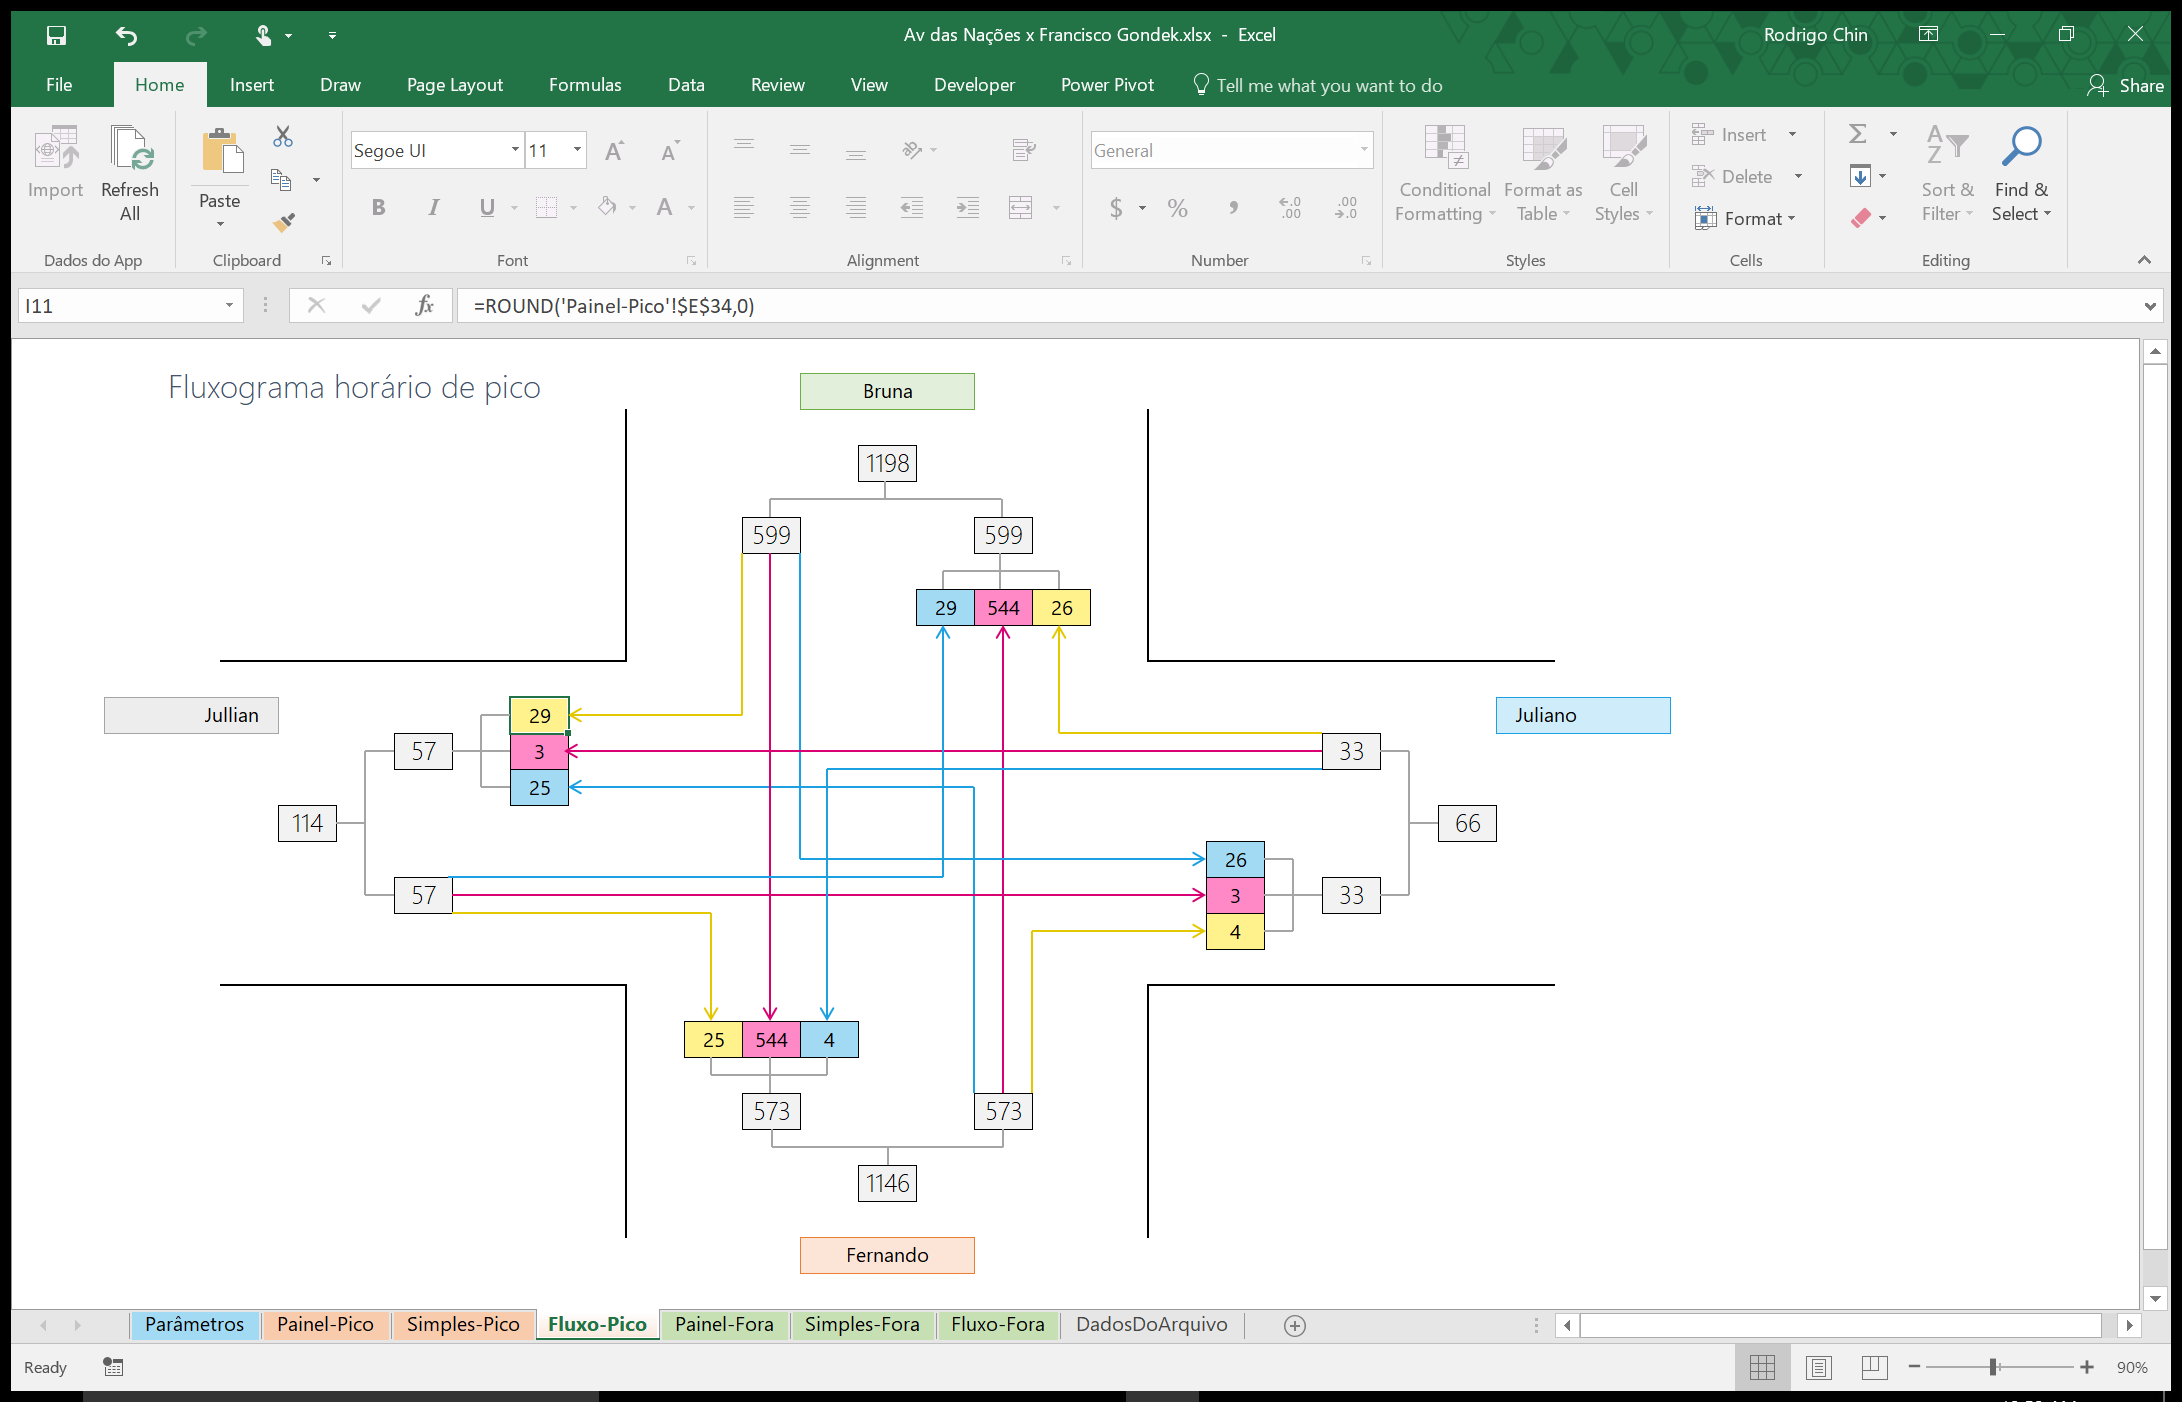 Av das Nações x Francisco Gondek.xlsx - Excel
Rodrigo Chin
File Home Insert Draw Page Layout Formulas Data Review View Developer Power Pivot Tell me what you want to do Share
Import
Refresh All
Dados do App
Paste
Clipboard
Segoe UI 11
B I U A
Font
Alignment
General
$ % , ←.0 .00 .00 →.0
Number
Conditional Formatting
Format as Table
Cell Styles
Styles
Insert
Delete
Format
Cells
Σ
Sort & Filter
Find & Select
Editing
I11
fx
=ROUND('Painel-Pico'!$E$34,0)
Fluxograma horário de pico
Bruna
1198
599 599
29 544 26
Jullian
Juliano
29
57 3 33
25
114 66
26
57 3 33
4
25 544 4
573 573
1146
Fernando
Parâmetros Painel-Pico Simples-Pico Fluxo-Pico Painel-Fora Simples-Fora Fluxo-Fora DadosDoArquivo
Ready
90%